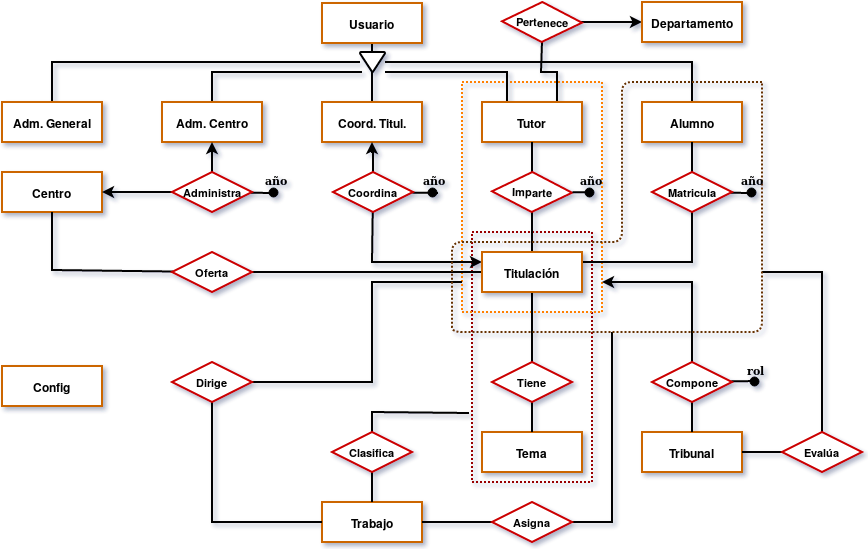 Usuario
Pertenece
Departamento
Adm. General
Adm. Centro
Coord. Titul.
Tutor
Alumno
Centro
Administra
año
Coordina
año
Imparte
año
Matricula
año
Oferta
Titulación
Config
Dirige
Tiene
Compone
rol
Clasifica
Tema
Tribunal
Evalúa
Trabajo
Asigna